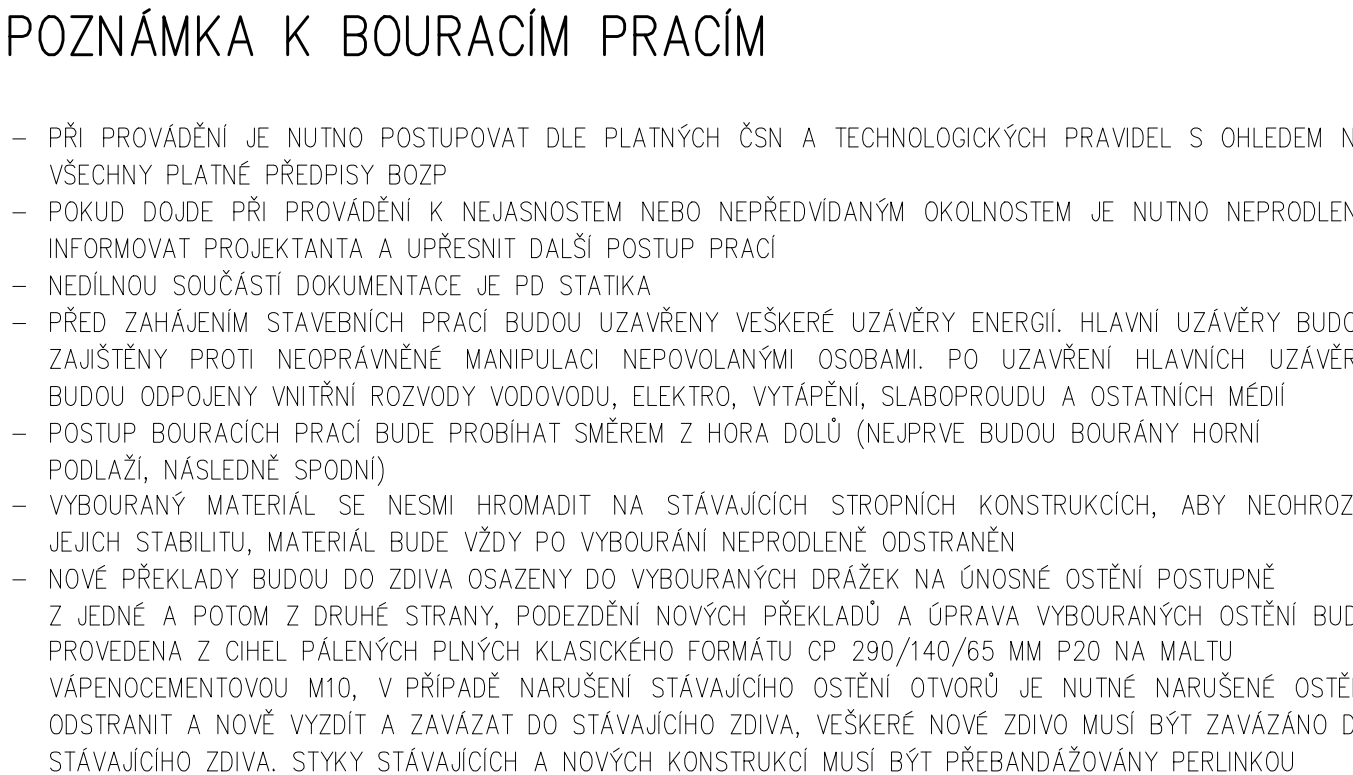 POZNÁMKA K BOURACÍM PRACÍM
– PŘI PROVÁDĚNÍ JE NUTNO POSTUPOVAT DLE PLATNÝCH ČSN A TECHNOLOGICKÝCH PRAVIDEL S OHLEDEM
VŠECHNY PLATNÉ PŘEDPISY BOZP
– POKUD DOJDE PŘI PROVÁDĚNÍ K NEJASNOSTEM NEBO NEPŘEDVÍDANÝM OKOLNOSTEM JE NUTNO
INFORMOVAT PROJEKTANTA A UPŘESNIT DALŠÍ POSTUP PRACÍ
– NEDÍLNOU SOUČÁSTÍ DOKUMENTACE JE PD STATIKA
– PŘED ZAHÁJENÍM STAVEBNÍCH PRACÍ BUDOU UZAVŘENY VEŠKERÉ UZÁVĚRY ENERGIÍ. HLAVNÍ UZÁVĚRY
ZAJIŠTĚNY PROTI NEOPRÁVNĚNÉ MANIPULACI NEPOVOLANÝMI OSOBAMI. PO UZAVŘENÍ HLAVNÍCH
BUDOU ODPOJENY VNITŘNÍ ROZVODY VODOVODU, ELEKTRO, VYTÁPĚNÍ, SLABOPROUDU A OSTATNÍCH MÉDIÍ
– POSTUP BOURACÍCH PRACÍ BUDE PROBÍHAT SMĚREM Z HORA DOLŮ (NEJPRVE BUDOU BOURÁNY HORNÍ
PODLAŽÍ, NÁSLEDNĚ SPODNÍ)
– VYBOURANÝ MATERIÁL SE NESMI HROMADIT NA STÁVAJÍCÍCH STROPNÍCH KONSTRUKCÍCH, ABY
JEJICH STABILITU, MATERIÁL BUDE VŽDY PO VYBOURÁNÍ NEPRODLENĚ ODSTRANĚN
– NOVÉ PŘEKLADY BUDOU DO ZDIVA OSAZENY DO VYBOURANÝCH DRÁŽEK NA ÚNOSNÉ OSTĚNÍ POSTUPNĚ
Z JEDNÉ A POTOM Z DRUHÉ STRANY, PODEZDĚNÍ NOVÝCH PŘEKLADŮ A ÚPRAVA VYBOURANÝCH OSTĚNÍ
PROVEDENA Z CIHEL PÁLENÝCH PLNÝCH KLASICKÉHO FORMÁTU CP 290/140/65 MM P20 NA MALTU
VÁPENOCEMENTOVOU M10, V PŘÍPADĚ NARUŠENÍ STÁVAJÍCÍHO OSTĚNÍ OTVORŮ JE NUTNÉ NARUŠENÉ
ODSTRANIT A NOVĚ VYZDÍT A ZAVÁZAT DO STÁVAJÍCÍHO ZDIVA, VEŠKERÉ NOVÉ ZDIVO MUSÍ BÝT ZAVÁZÁNO
STÁVAJÍCÍHO ZDIVA. STYKY STÁVAJÍCÍCH A NOVÝCH KONSTRUKCÍ MUSÍ BÝT PŘEBANDÁŽOVÁNY PERLINKOU